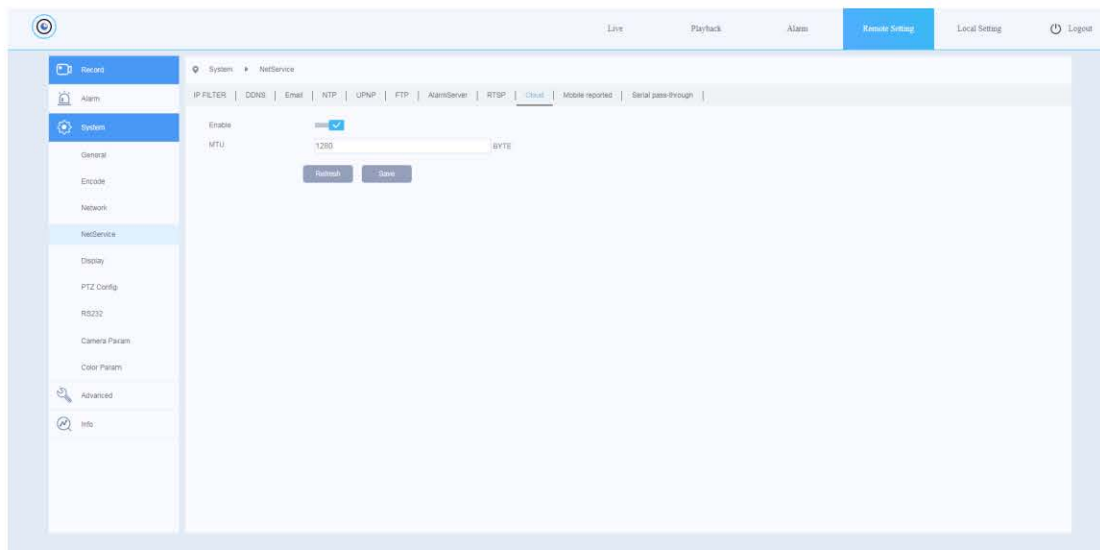 Live Playback Alarm Remote Setting Local Setting Logout
Record
System NetService
Alarm
IP FILTER | DDNS | Email | NTP | UPNP | FTP | AlarmServer | RTSP | Cloud | Mobile reported | Serial pass-through |
System
Enable
MTU 1280 BYTE
General
Refresh Save
Encode
Network
NetService
Display
PTZ Config
RS232
Camera Param
Color Param
Advanced
Info